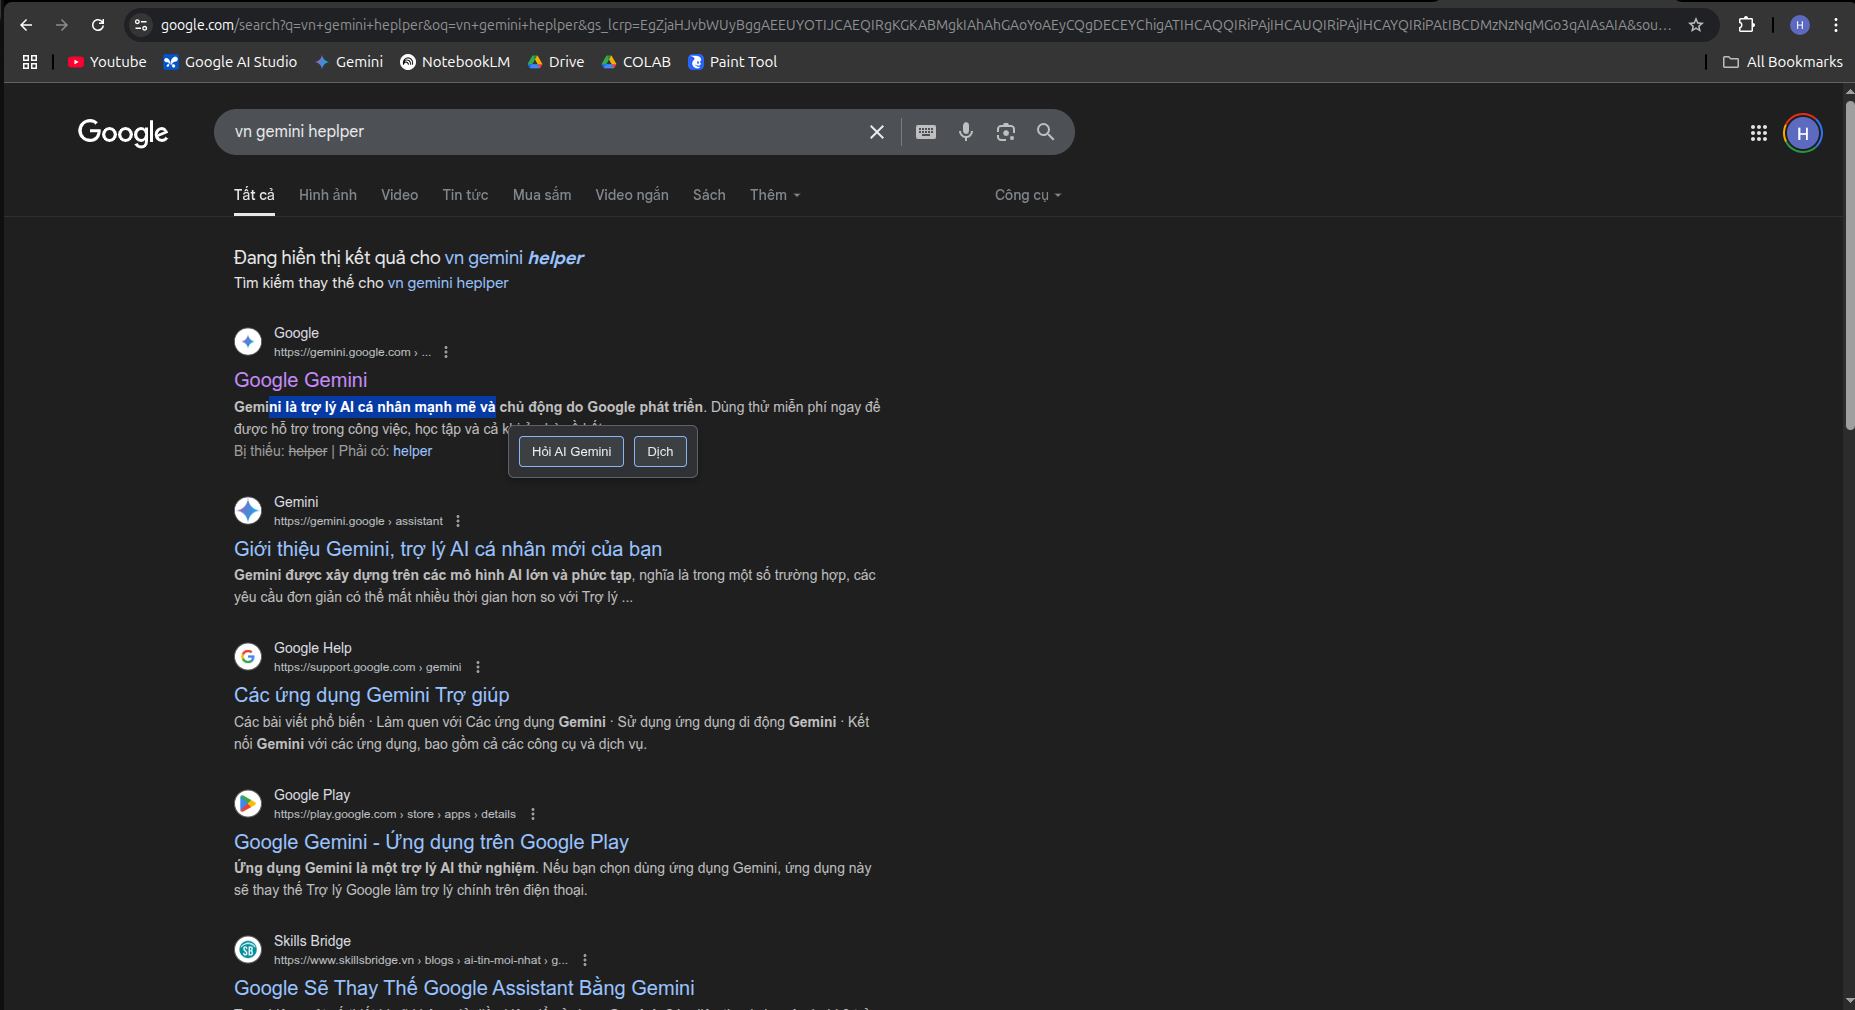 google.com/search?q=vn+gemini+heplper&oq=vn+gemini+heplper&gs_lcrp=EgZjaHJvbWUyBggAEEUYOTIJCAEQIRgKGKABMgkIAhAhGAoYoAEyCQgDECEYChigATIHCAQQIRiPAjIHCAUQIRiPAjIHCAYQIRiPAtIBCDMzNzNqMGo3qAIAsAIA&sou...
H
Youtube Google AI Studio Gemini NotebookLM Drive COLAB Paint Tool All Bookmarks
Google vn gemini heplper H
Tất cả Hình ảnh Video Tin tức Mua sắm Video ngắn Sách Thêm Công cụ
Đang hiển thị kết quả cho vn gemini helper
Tìm kiếm thay thế cho vn gemini heplper
Google
https://gemini.google.com › ...
Google Gemini
Gemini là trợ lý AI cá nhân mạnh mẽ và chủ động do Google phát triển. Dùng thử miễn phí ngay để
được hỗ trợ trong công việc, học tập và cả
Bị thiếu: helper | Phải có: helper
Hỏi AI Gemini Dịch
Gemini
https://gemini.google › assistant
Giới thiệu Gemini, trợ lý AI cá nhân mới của bạn
Gemini được xây dựng trên các mô hình AI lớn và phức tạp, nghĩa là trong một số trường hợp, các
yêu cầu đơn giản có thể mất nhiều thời gian hơn so với Trợ lý ...
Google Help
https://support.google.com › gemini
Các ứng dụng Gemini Trợ giúp
Các bài viết phổ biến · Làm quen với Các ứng dụng Gemini · Sử dụng ứng dụng di động Gemini · Kết
nối Gemini với các ứng dụng, bao gồm cả các công cụ và dịch vụ.
Google Play
https://play.google.com › store › apps › details
Google Gemini - Ứng dụng trên Google Play
Ứng dụng Gemini là một trợ lý AI thử nghiệm. Nếu bạn chọn dùng ứng dụng Gemini, ứng dụng này
sẽ thay thế Trợ lý Google làm trợ lý chính trên điện thoại.
SB
Skills Bridge
https://www.skillsbridge.vn › blogs › ai-tin-moi-nhat › g...
Google Sẽ Thay Thế Google Assistant Bằng Gemini